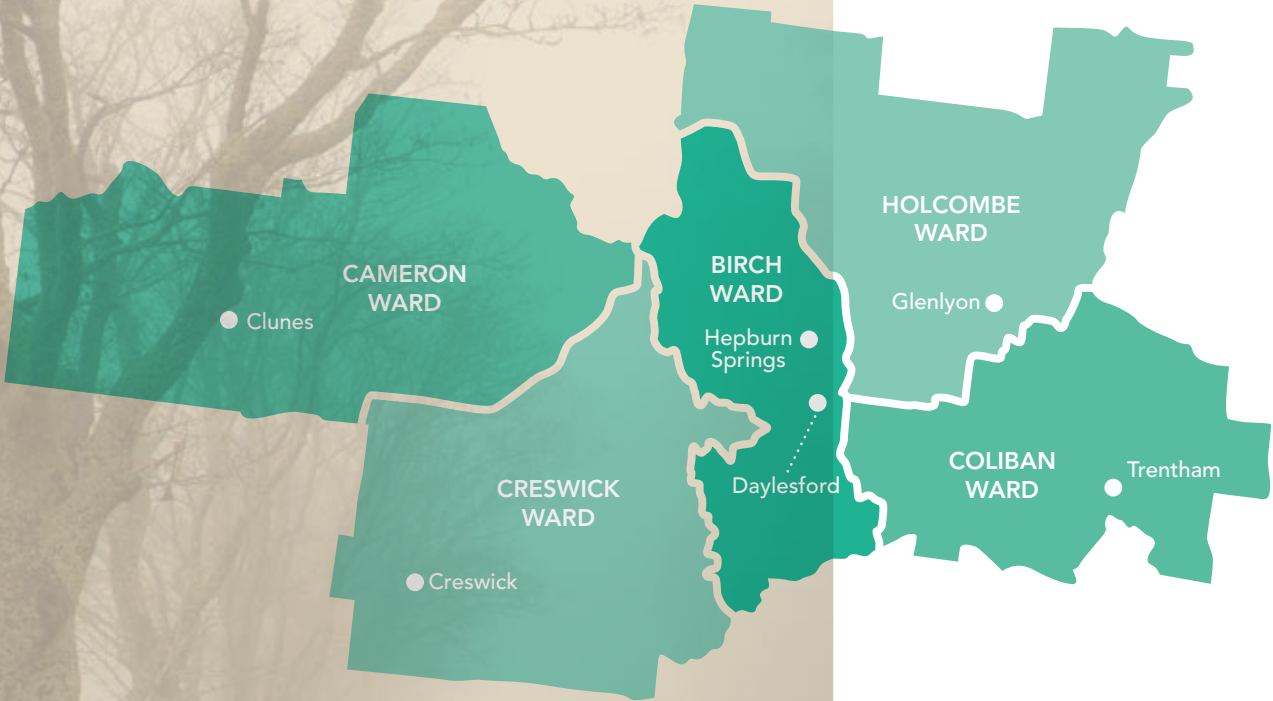 CAMERON
WARD
Clunes
CRESWICK
WARD
Creswick
BIRCH
WARD
Hepburn
Springs
Daylesford
HOLCOMBE
WARD
Glenlyon
COLIBAN
WARD
Trentham